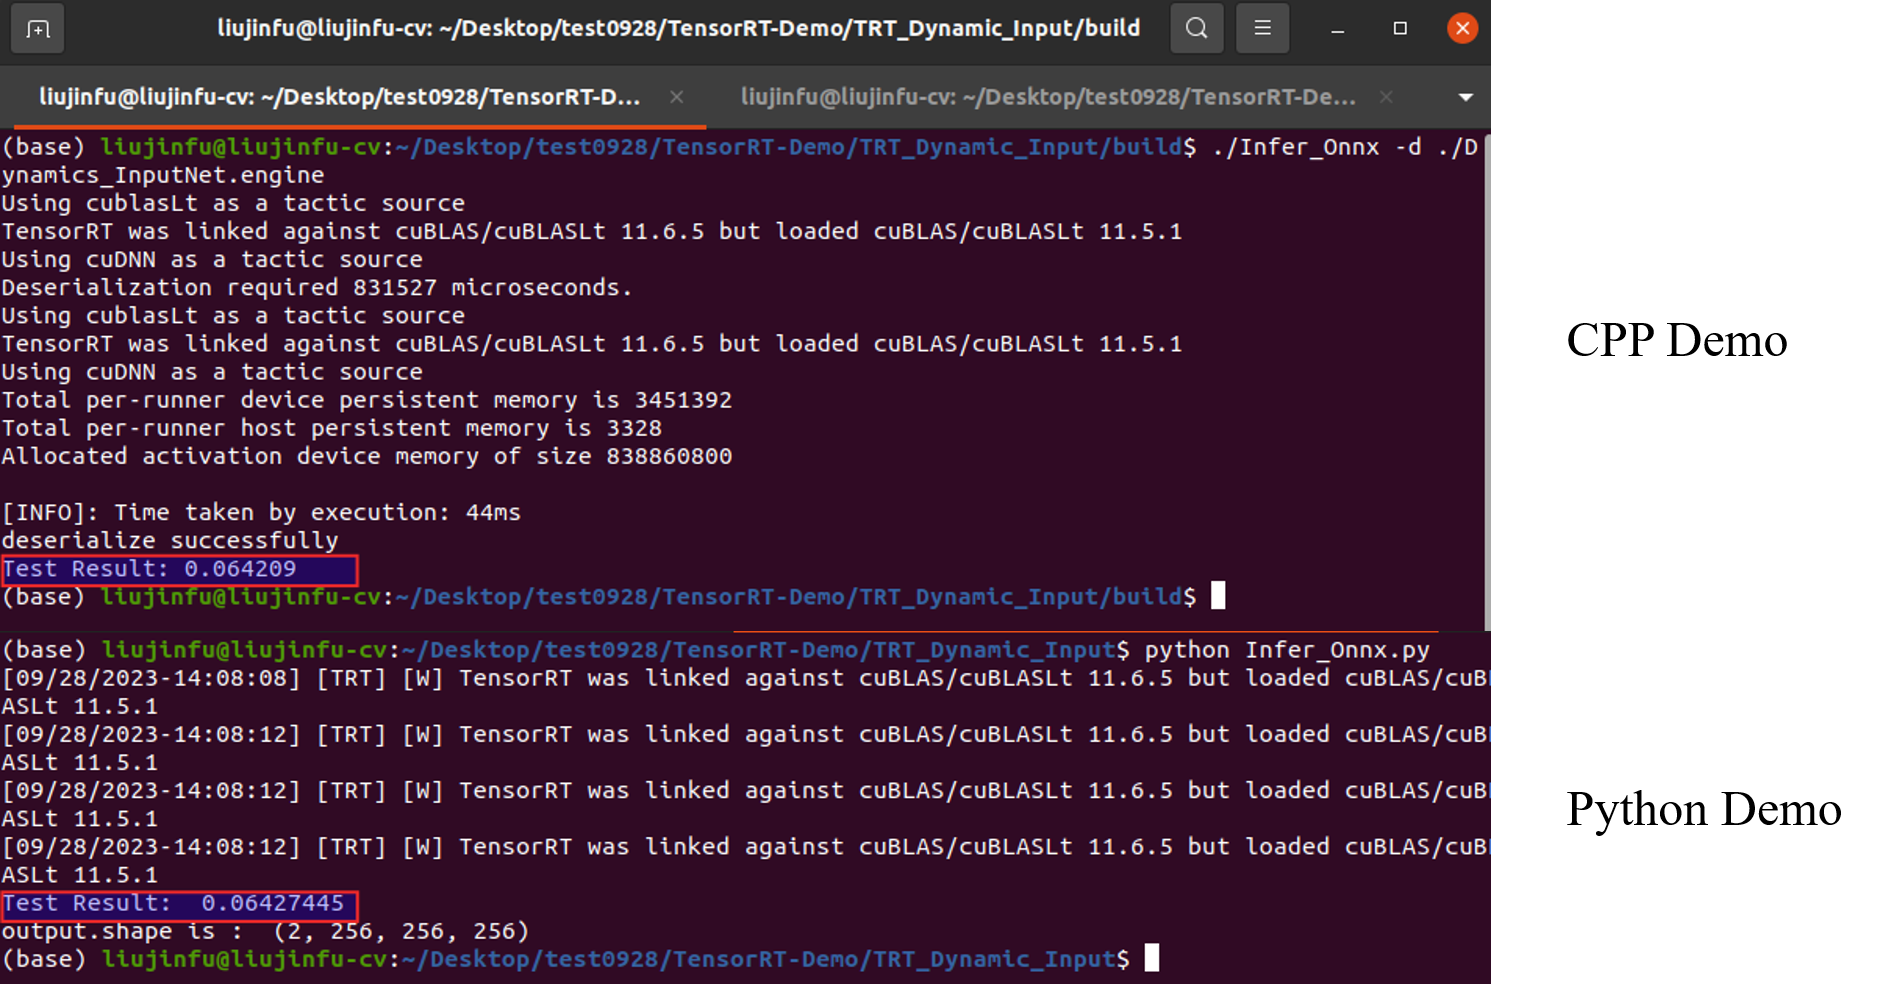 liujinfu@liujinfu-cv: ~/Desktop/test0928/TensorRT-Demo/TRT_Dynamic_Input/build
liujinfu@liujinfu-cv: ~/Desktop/test0928/TensorRT-D...
liujinfu@liujinfu-cv: ~/Desktop/test0928/TensorRT-De...
(base) liujinfu@liujinfu-cv:~/Desktop/test0928/TensorRT-Demo/TRT_Dynamic_Input/build$ ./Infer_Onnx -d ./D
ynamics_InputNet.engine
Using cublasLt as a tactic source
TensorRT was linked against cuBLAS/cuBLASLt 11.6.5 but loaded cuBLAS/cuBLASLt 11.5.1
Using cuDNN as a tactic source
Deserialization required 831527 microseconds.
Using cublasLt as a tactic source
TensorRT was linked against cuBLAS/cuBLASLt 11.6.5 but loaded cuBLAS/cuBLASLt 11.5.1
Using cuDNN as a tactic source
Total per-runner device persistent memory is 3451392
Total per-runner host persistent memory is 3328
Allocated activation device memory of size 838860800
[INFO]: Time taken by execution: 44ms
deserialize successfully
Test Result: 0.064209
(base) liujinfu@liujinfu-cv:~/Desktop/test0928/TensorRT-Demo/TRT_Dynamic_Input/build$
CPP Demo
(base) liujinfu@liujinfu-cv:~/Desktop/test0928/TensorRT-Demo/TRT_Dynamic_Input$ python Infer_Onnx.py
[09/28/2023-14:08:08] [TRT] [W] TensorRT was linked against cuBLAS/cuBLASLt 11.6.5 but loaded cuBLAS/cuBL
ASLt 11.5.1
[09/28/2023-14:08:12] [TRT] [W] TensorRT was linked against cuBLAS/cuBLASLt 11.6.5 but loaded cuBLAS/cuBL
ASLt 11.5.1
[09/28/2023-14:08:12] [TRT] [W] TensorRT was linked against cuBLAS/cuBLASLt 11.6.5 but loaded cuBLAS/cuBL
ASLt 11.5.1
[09/28/2023-14:08:12] [TRT] [W] TensorRT was linked against cuBLAS/cuBLASLt 11.6.5 but loaded cuBLAS/cuBL
ASLt 11.5.1
Test Result:  0.06427445
output.shape is :  (2, 256, 256, 256)
(base) liujinfu@liujinfu-cv:~/Desktop/test0928/TensorRT-Demo/TRT_Dynamic_Input$
Python Demo